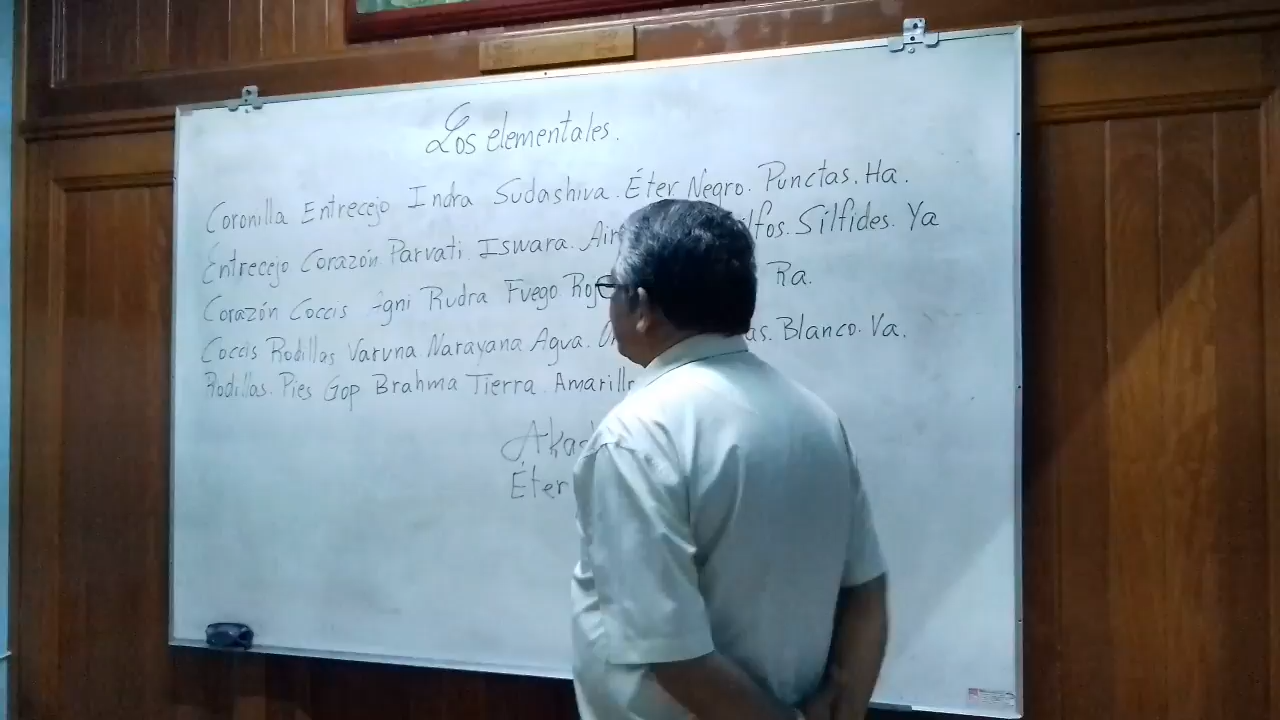 Los elementales.
Coronilla Entrecejo Indra Sudashiva. Éter Negro. Punctas. Ha.
Entrecejo Corazón. Parvati Iswara. Silfides. Ya
Corazón Coccis Agni Rudra Fuego Ra.
Coccis Rodillas Varuna Narayana Agua. Blanco. Va.
Rodillas. Pies Gop Brahma Tierra. Amarillo
Éter